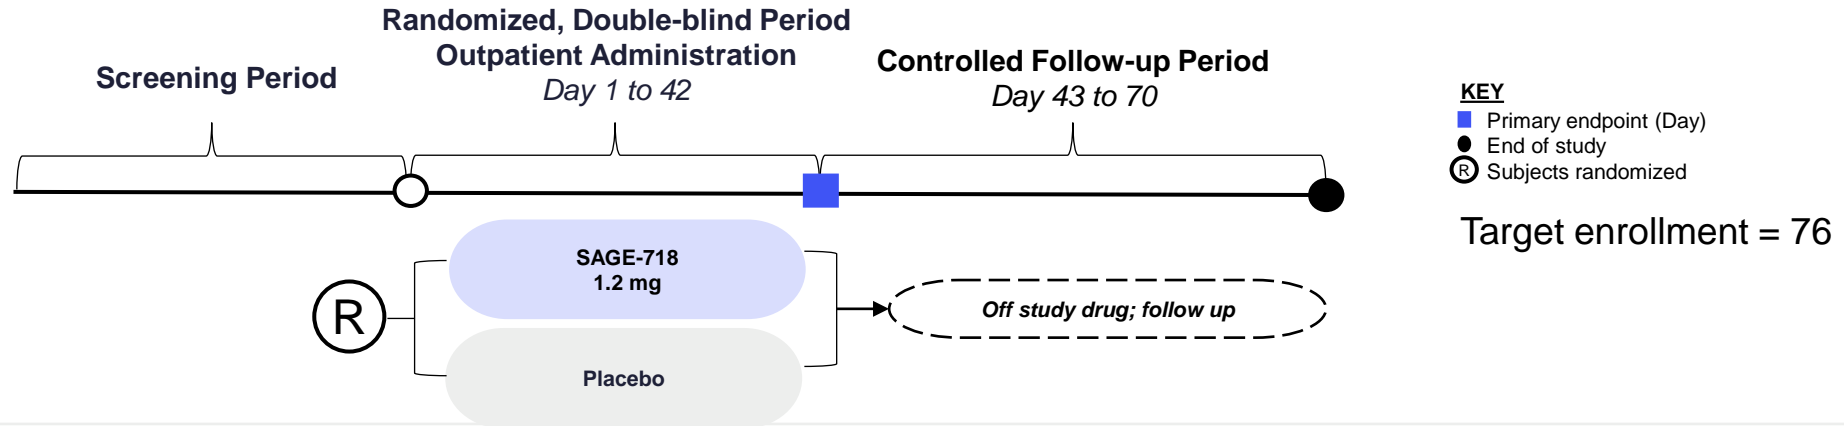 Screening Period
Randomized, Double-blind Period
Outpatient Administration
Day 1 to 42
Controlled Follow-up Period
Day 43 to 70
KEY
Primary endpoint (Day)
End of study
R Subjects randomized
Target enrollment = 76
R
SAGE-718
1.2 mg
Placebo
Off study drug; follow up